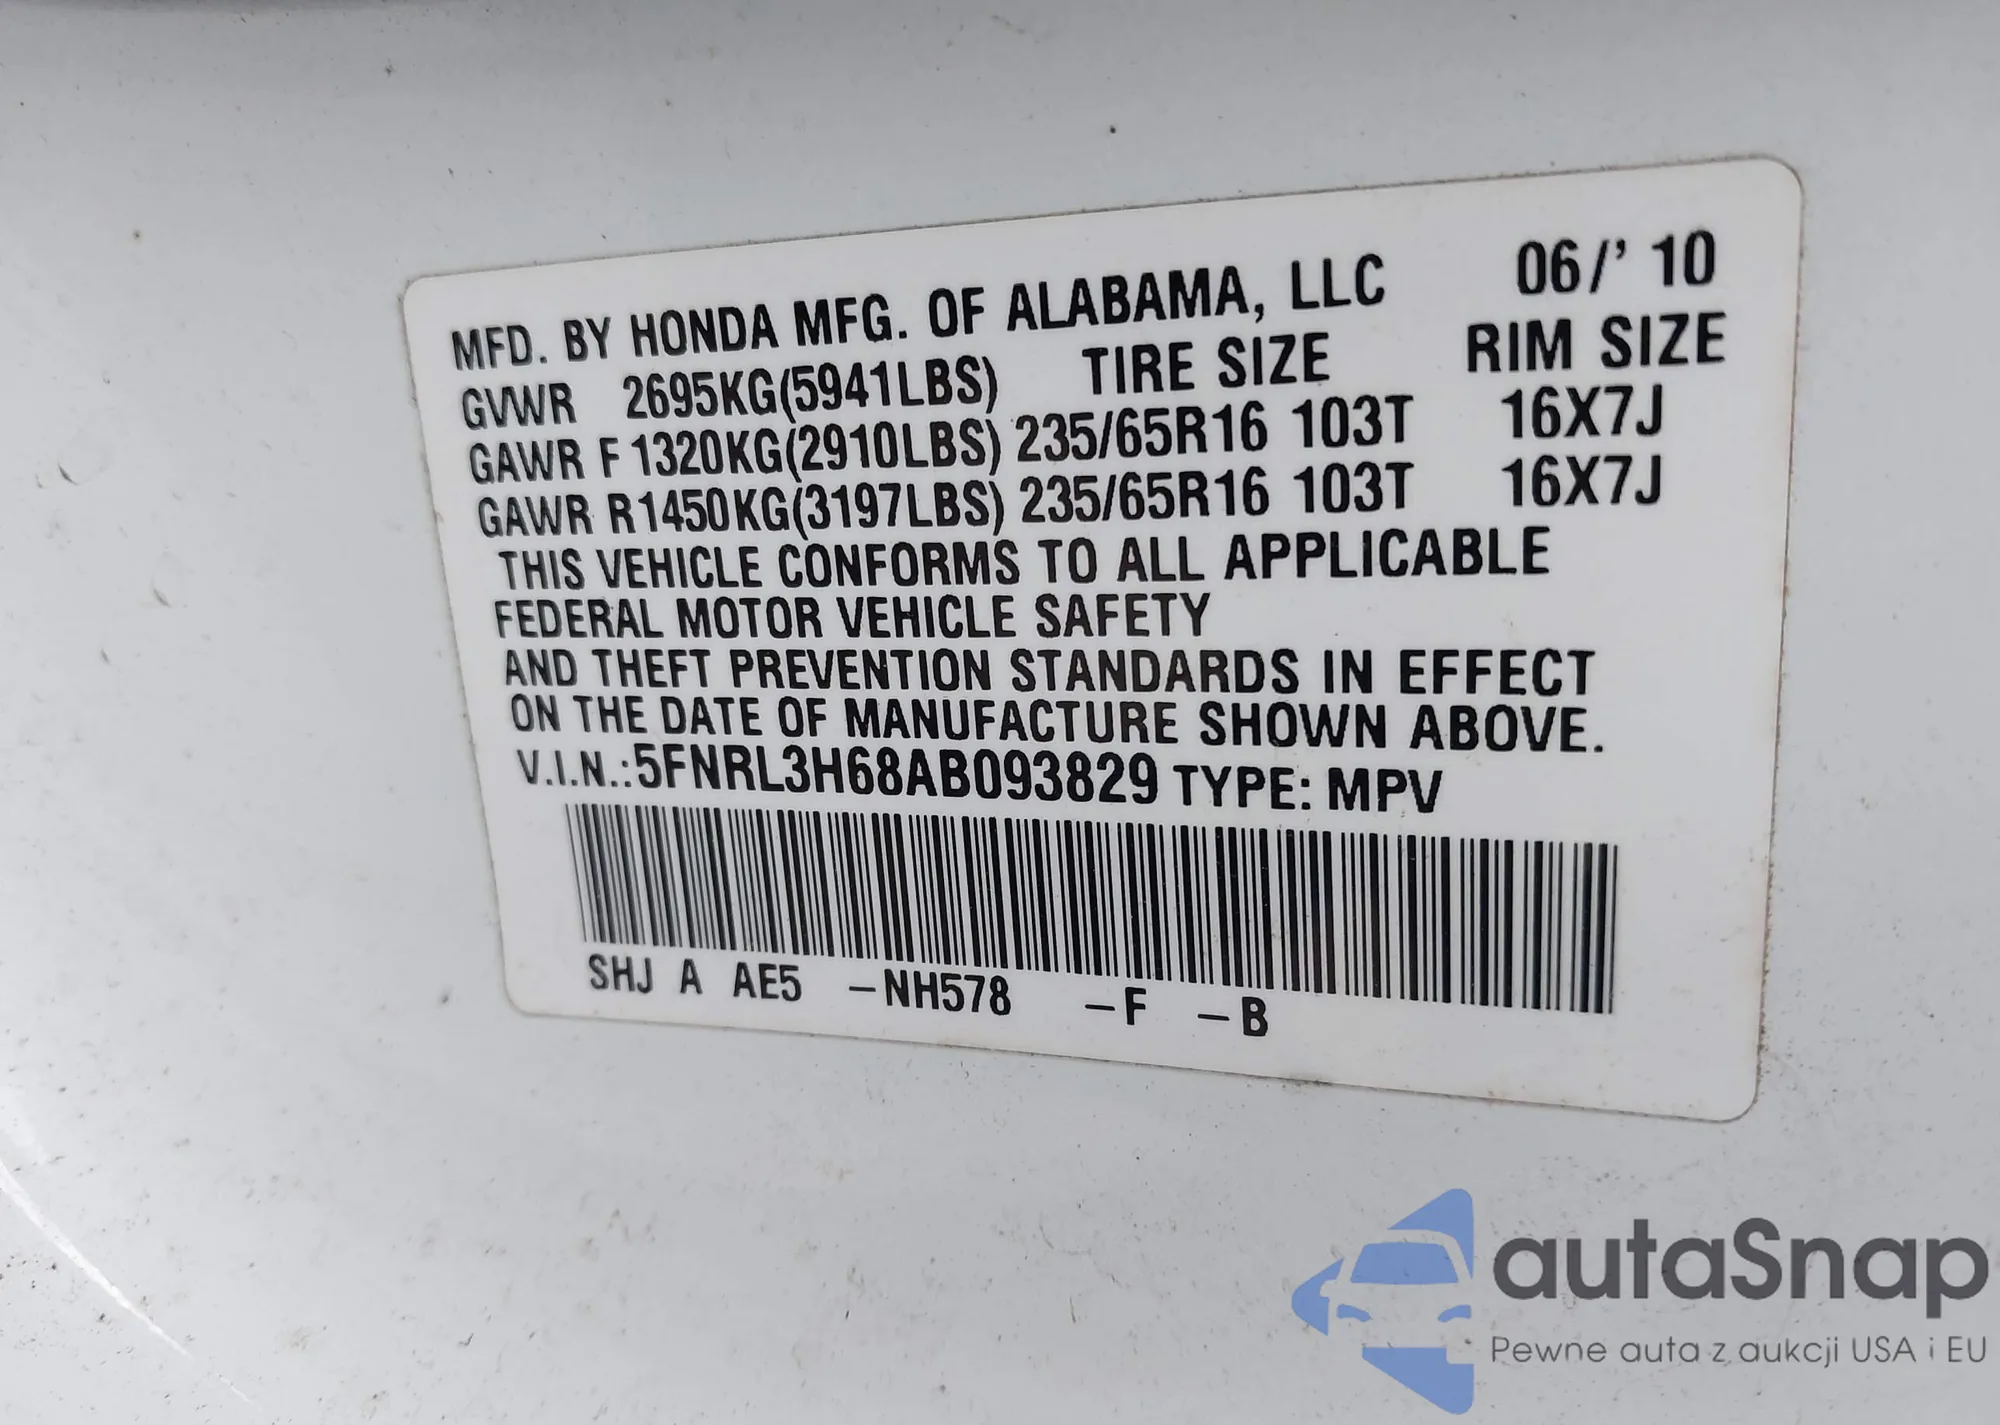 MFD. BY HONDA MFG. OF ALABAMA, LLC 06/' 10
GVWR 2695KG(5941LBS) TIRE SIZE RIM SIZE
GAWR F 1320KG(2910LBS) 235/65R16 103T 16X7J
GAWR R1450KG(3197LBS) 235/65R16 103T 16X7J
THIS VEHICLE CONFORMS TO ALL APPLICABLE
FEDERAL MOTOR VEHICLE SAFETY
AND THEFT PREVENTION STANDARDS IN EFFECT
ON THE DATE OF MANUFACTURE SHOWN ABOVE.
V.I.N.:5FNRL3H68AB093829 TYPE: MPV
SHJ A AE5 –NH578 –F –B
autaSnap
Pewne auta z aukcji USA i EU